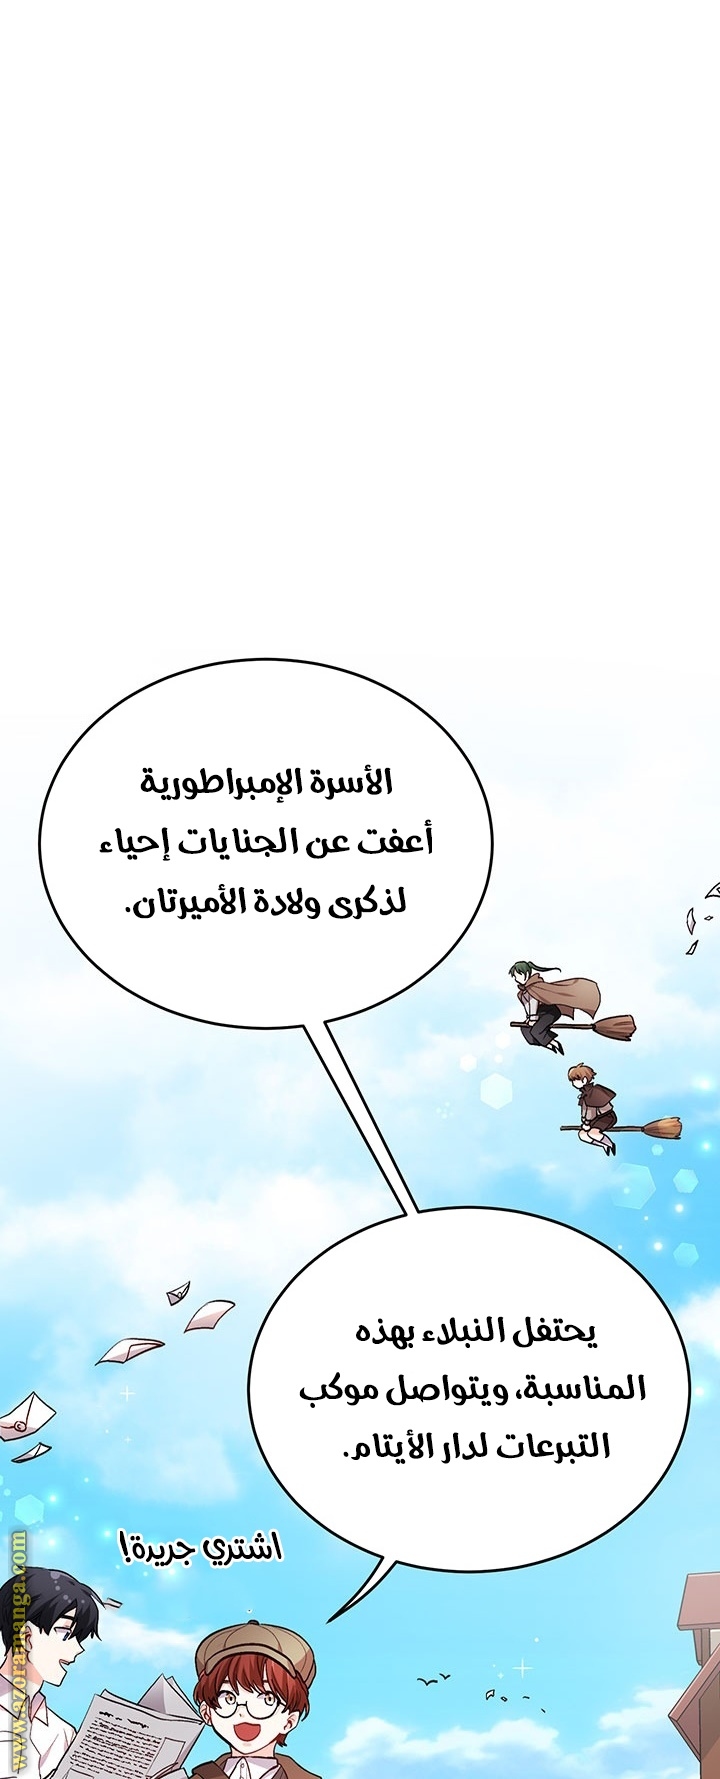 الأسرة الإمبراطورية
أعفت عن الجنايات إحياء
لذكرى ولادة الأميرتان.
يحتفل النبلاء بهذه
المناسبة، ويتواصل موكب
التبرعات لدار الأيتام.
اشتري جريدة!
www.azoramanga.com